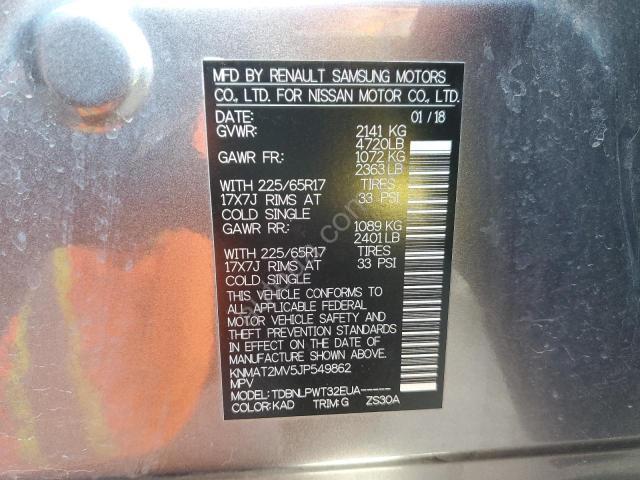 MFD BY RENAULT SAMSUNG MOTORS
CO., LTD. FOR NISSAN MOTOR CO., LTD.
DATE: 01 / 18
GVWR: 2141 KG
4720LB
GAWR FR: 1072 KG
2363 LB
WITH 225/65R17 TIRES
17X7J RIMS AT 33 PSI
COLD SINGLE
GAWR RR: 1089 KG
2401 LB
WITH 225/65R17 TIRES
17X7J RIMS AT 33 PSI
COLD SINGLE
THIS VEHICLE CONFORMS TO
ALL APPLICABLE FEDERAL
MOTOR VEHICLE SAFETY AND
THEFT PREVENTION STANDARDS
IN EFFECT ON THE DATE OF
MANUFACTURE SHOWN ABOVE.
KNMAT2MV5JP549862
MPV
MODEL: TDBNLPWT32EUA-----
COLOR: KAD TRIM: G ZS30A